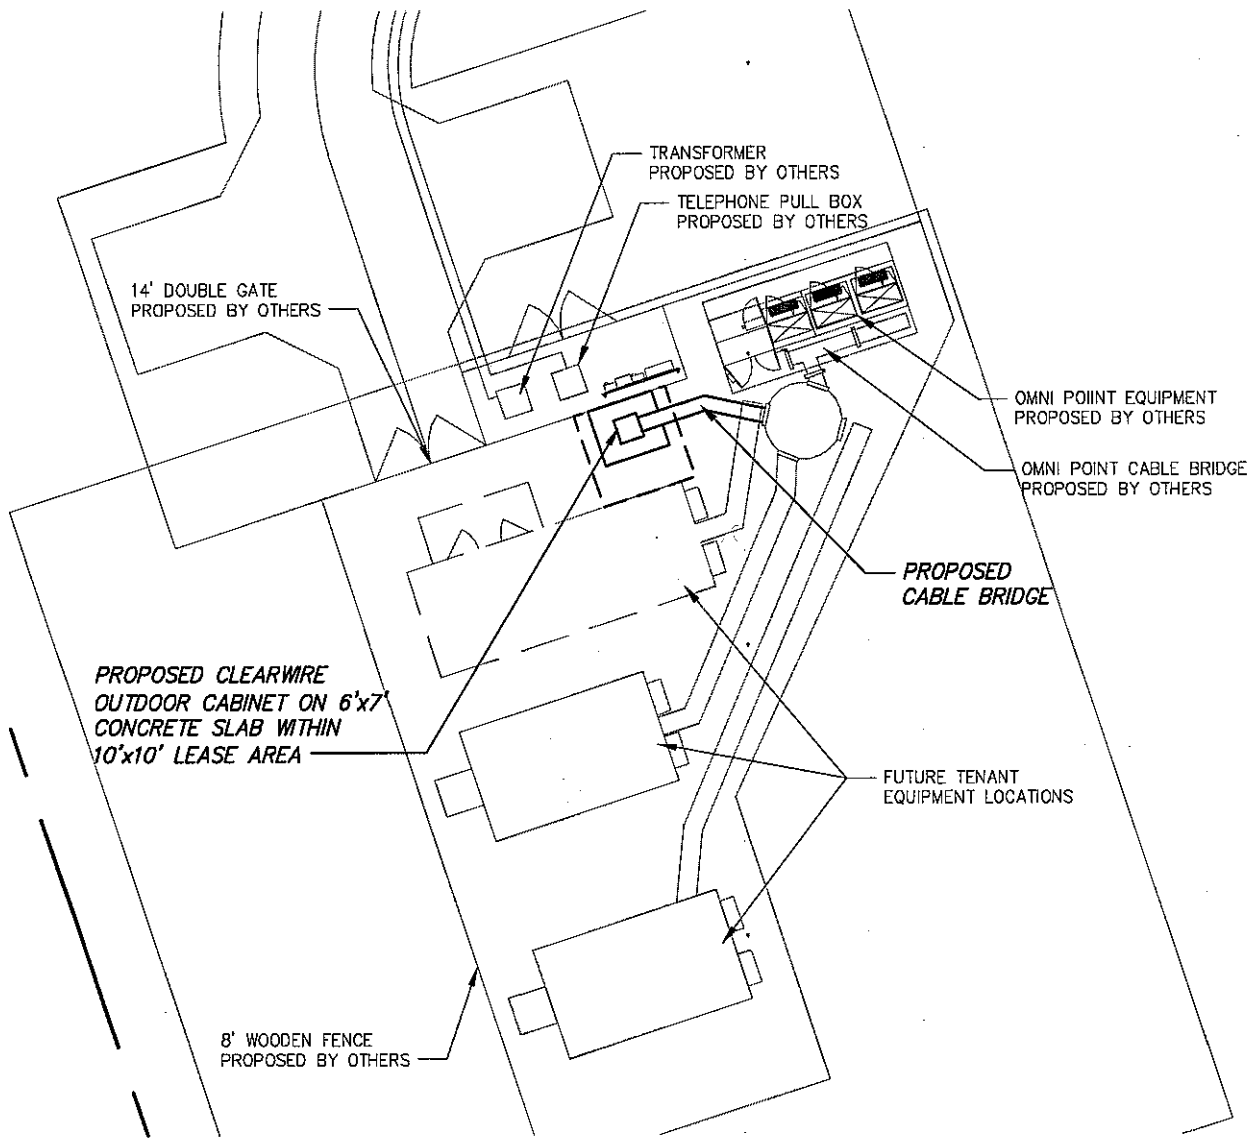 TRANSFORMER
PROPOSED BY OTHERS
TELEPHONE PULL BOX
PROPOSED BY OTHERS
14' DOUBLE GATE
PROPOSED BY OTHERS
OMNI POIINT EQUIPMENT
PROPOSED BY OTHERS
OMNI POINT CABLE BRIDGE
PROPOSED BY OTHERS
PROPOSED
CABLE BRIDGE
PROPOSED CLEARWIRE
OUTDOOR CABINET ON 6'x7'
CONCRETE SLAB WITHIN
10'x10' LEASE AREA
FUTURE TENANT
EQUIPMENT LOCATIONS
8' WOODEN FENCE
PROPOSED BY OTHERS